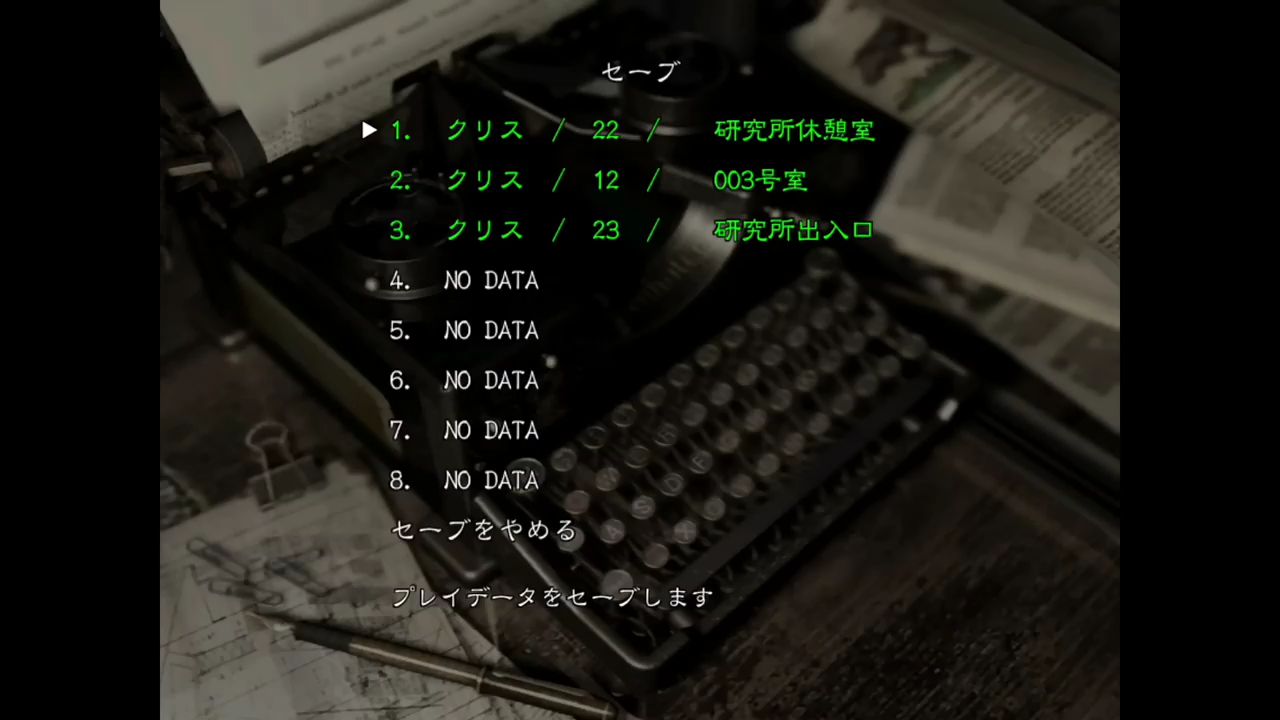 セーブ
1. クリス / 22 / 研究所休憩室
2. クリス / 12 / 003号室
3. クリス / 23 / 研究所出入口
4. NO DATA
5. NO DATA
6. NO DATA
7. NO DATA
8. NO DATA
セーブをやめる
プレイデータをセーブします